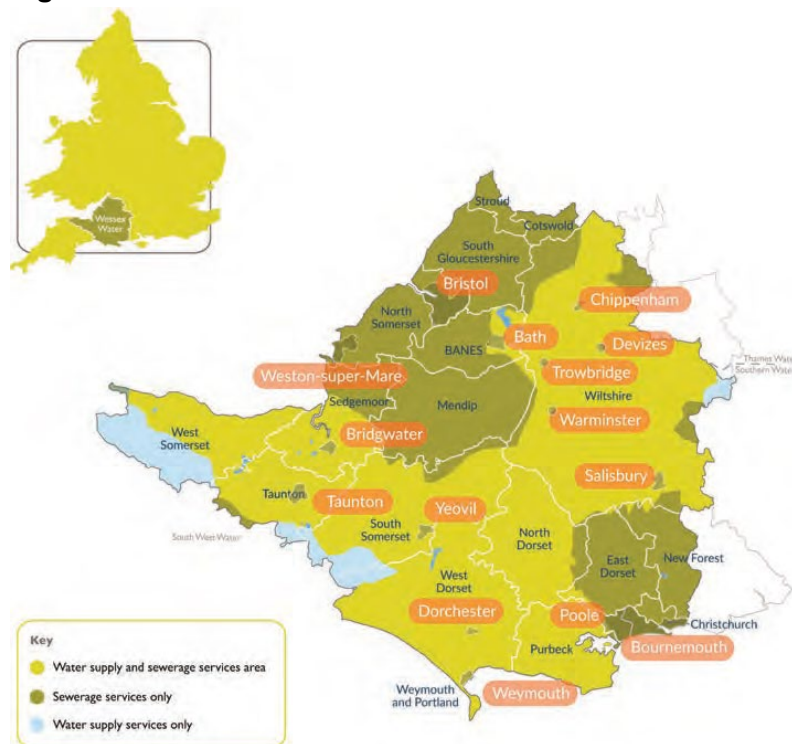 Wessex
Water
Stroud
Cotswold
South
Gloucestershire
Bristol
Chippenham
North
Somerset
Bath
Devizes
BANES
Thames Water
Southern Water
Trowbridge
Weston-super-Mare
Wiltshire
Sedgemoor
Mendip
Warminster
West
Somerset
Bridgwater
Salisbury
Taunton
Taunton
Yeovil
South West Water
South
Somerset
North
Dorset
East
Dorset
New Forest
West
Dorset
Dorchester
Poole
Christchurch
Purbeck
Bournemouth
Weymouth
and Portland
Weymouth
Key
Water supply and sewerage services area
Sewerage services only
Water supply services only